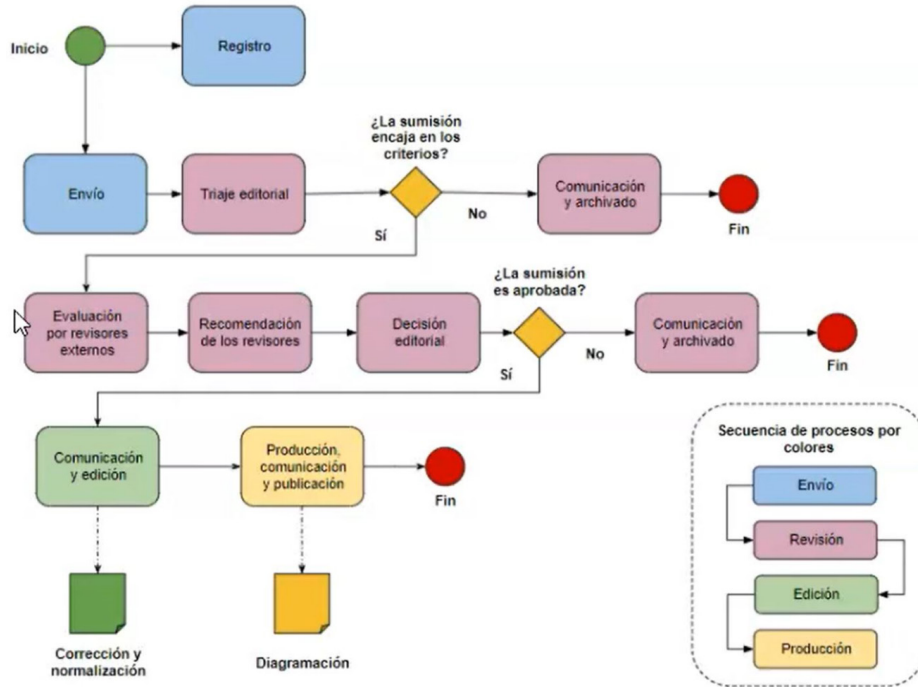 Inicio
Registro
¿La sumisión
encaja en los
criterios?
Envío
Triaje editorial
No
Comunicación
y archivado
Fin
Sí
Evaluación
por revisores
externos
Recomendación
de los revisores
Decisión
editorial
¿La sumisión
es aprobada?
No
Comunicación
y archivado
Fin
Sí
Comunicación
y edición
Producción,
comunicación
y publicación
Fin
Corrección y
normalización
Diagramación
Secuencia de procesos por
colores
Envío
Revisión
Edición
Producción